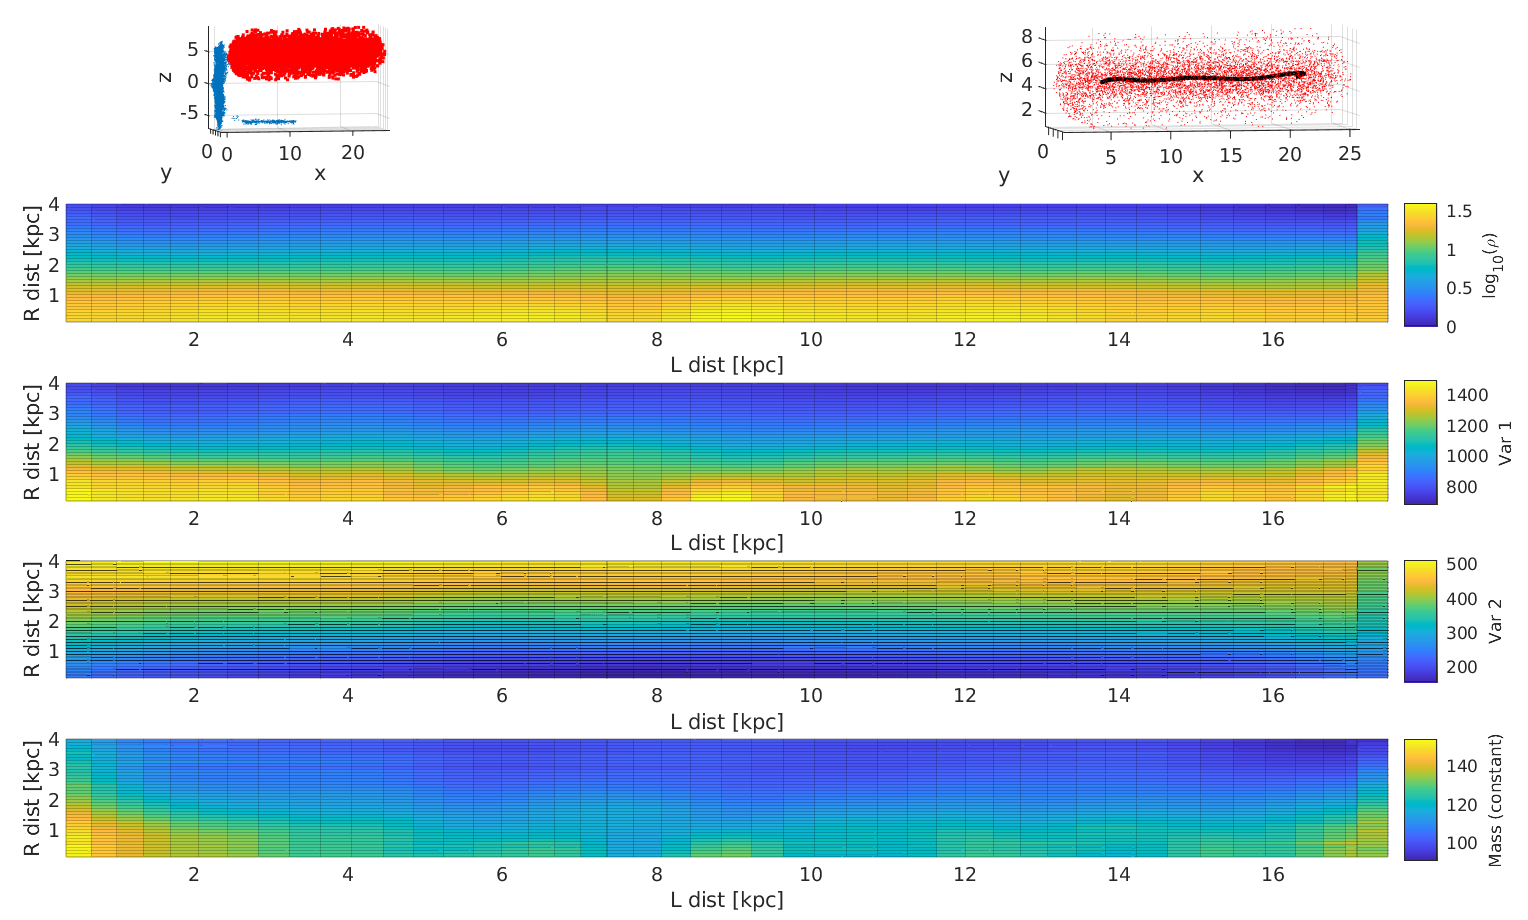 5
0
-5
z
0
0
10
20
y
x
8
6
4
2
z
0
5
10
15
20
25
y
x
4
3
2
1
R dist [kpc]
2 4 6 8 10 12 14 16
L dist [kpc]
1.5
1
0.5
0
log10(ρ)
4
3
2
1
R dist [kpc]
2 4 6 8 10 12 14 16
L dist [kpc]
1400
1200
1000
800
Var 1
4
3
2
1
R dist [kpc]
2 4 6 8 10 12 14 16
L dist [kpc]
500
400
300
200
Var 2
4
3
2
1
R dist [kpc]
2 4 6 8 10 12 14 16
L dist [kpc]
140
120
100
Mass (constant)